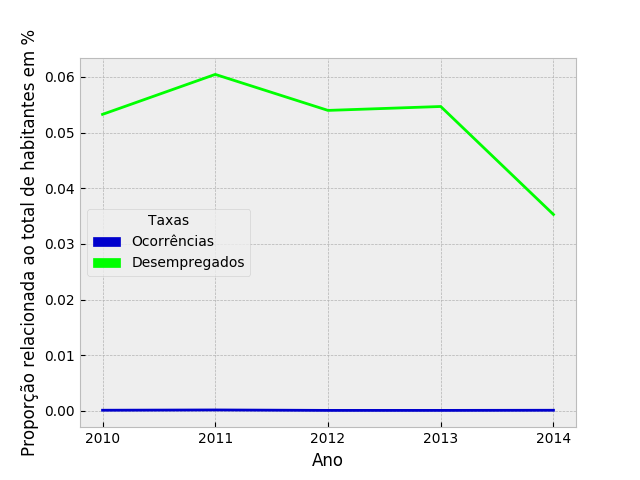 Proporção relacionada ao total de habitantes em %
0.06
0.05
0.04
0.03
0.02
0.01
0.00
Taxas
Ocorrências
Desempregados
2010 2011 2012 2013 2014
Ano